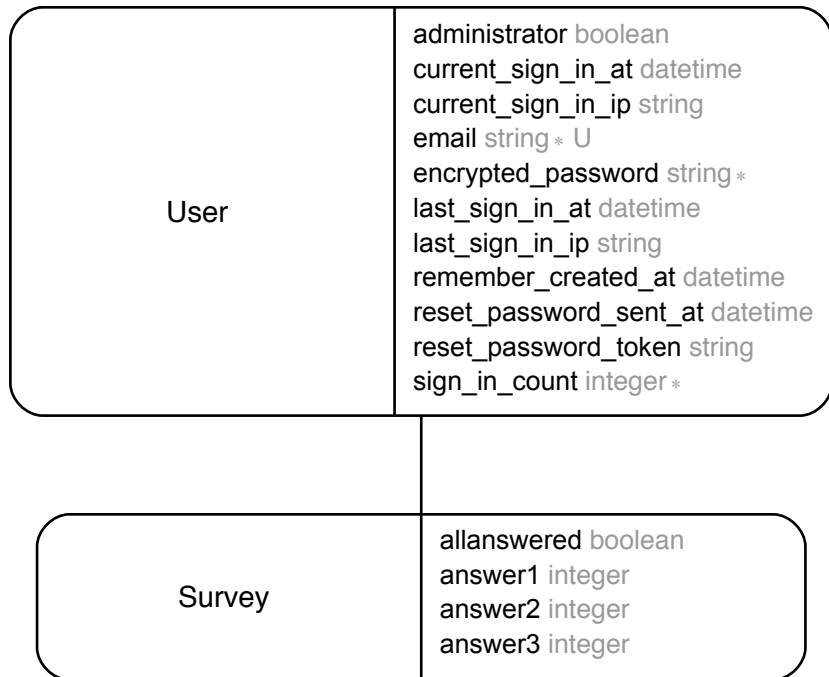 User
administrator boolean
current_sign_in_at datetime
current_sign_in_ip string
email string * U
encrypted_password string *
last_sign_in_at datetime
last_sign_in_ip string
remember_created_at datetime
reset_password_sent_at datetime
reset_password_token string
sign_in_count integer *
Survey
allanswered boolean
answer1 integer
answer2 integer
answer3 integer